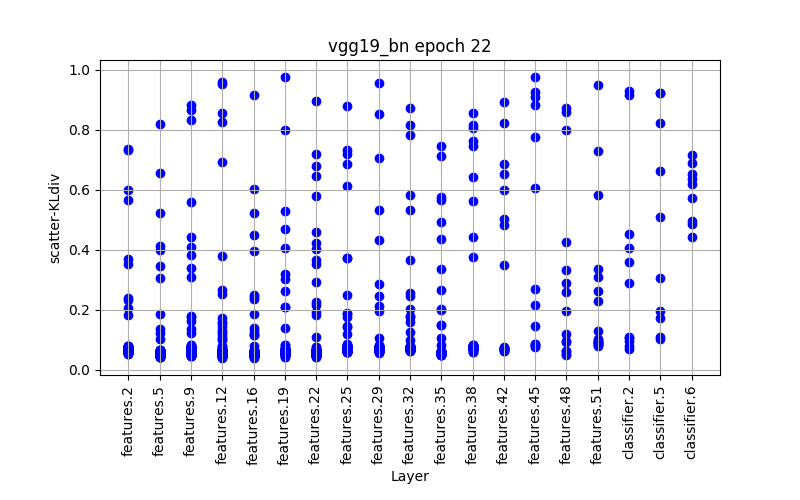 vgg19_bn epoch 22
scatter-KLdiv
1.0
0.8
0.6
0.4
0.2
0.0
features.2
features.5
features.9
features.12
features.16
features.19
features.22
features.25
features.29
features.32
features.35
features.38
features.42
features.45
features.48
features.51
classifier.2
classifier.5
classifier.6
Layer